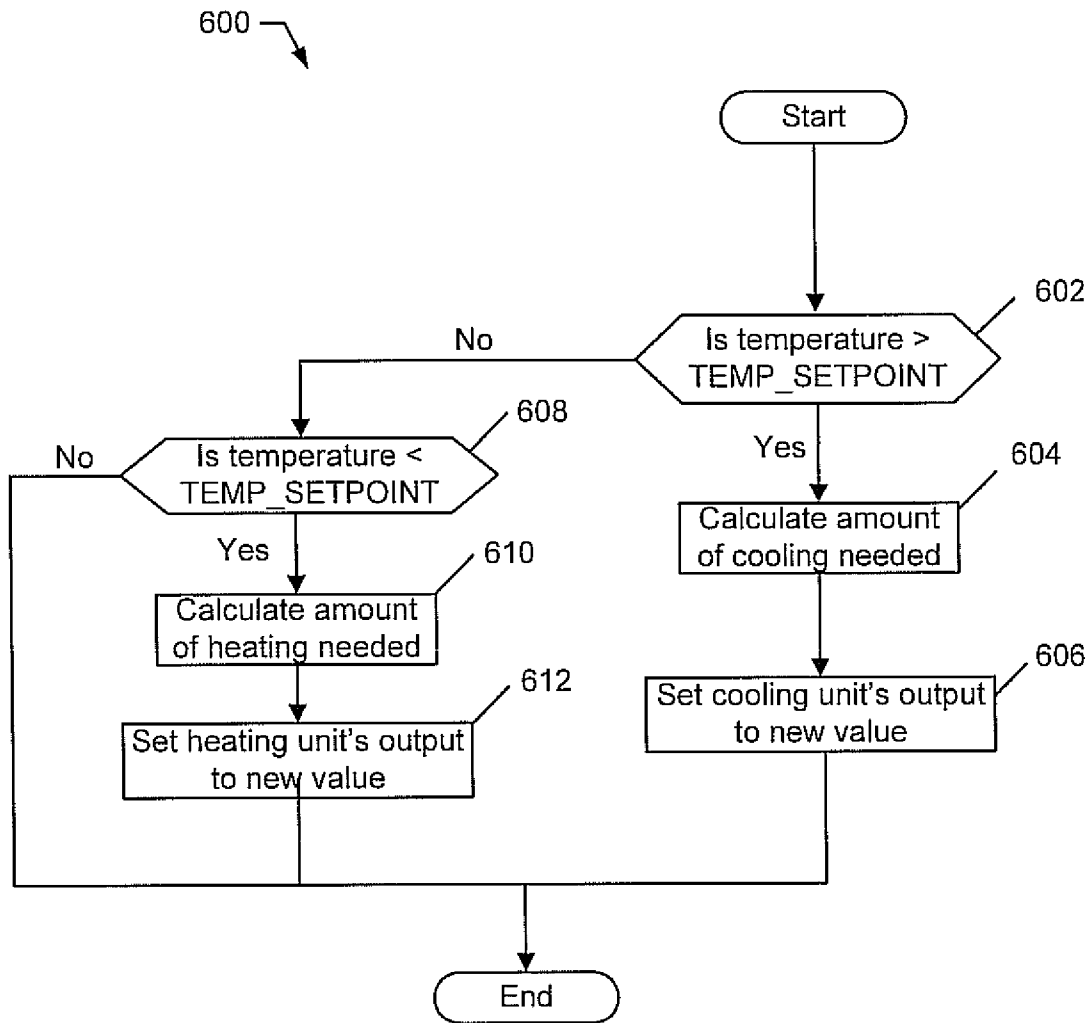 600
Start
602
Is temperature >
TEMP_SETPOINT
No
608
Is temperature <
TEMP_SETPOINT
No
Yes
604
Calculate amount
of cooling needed
Yes
610
Calculate amount
of heating needed
606
Set cooling unit's output
to new value
612
Set heating unit's output
to new value
End